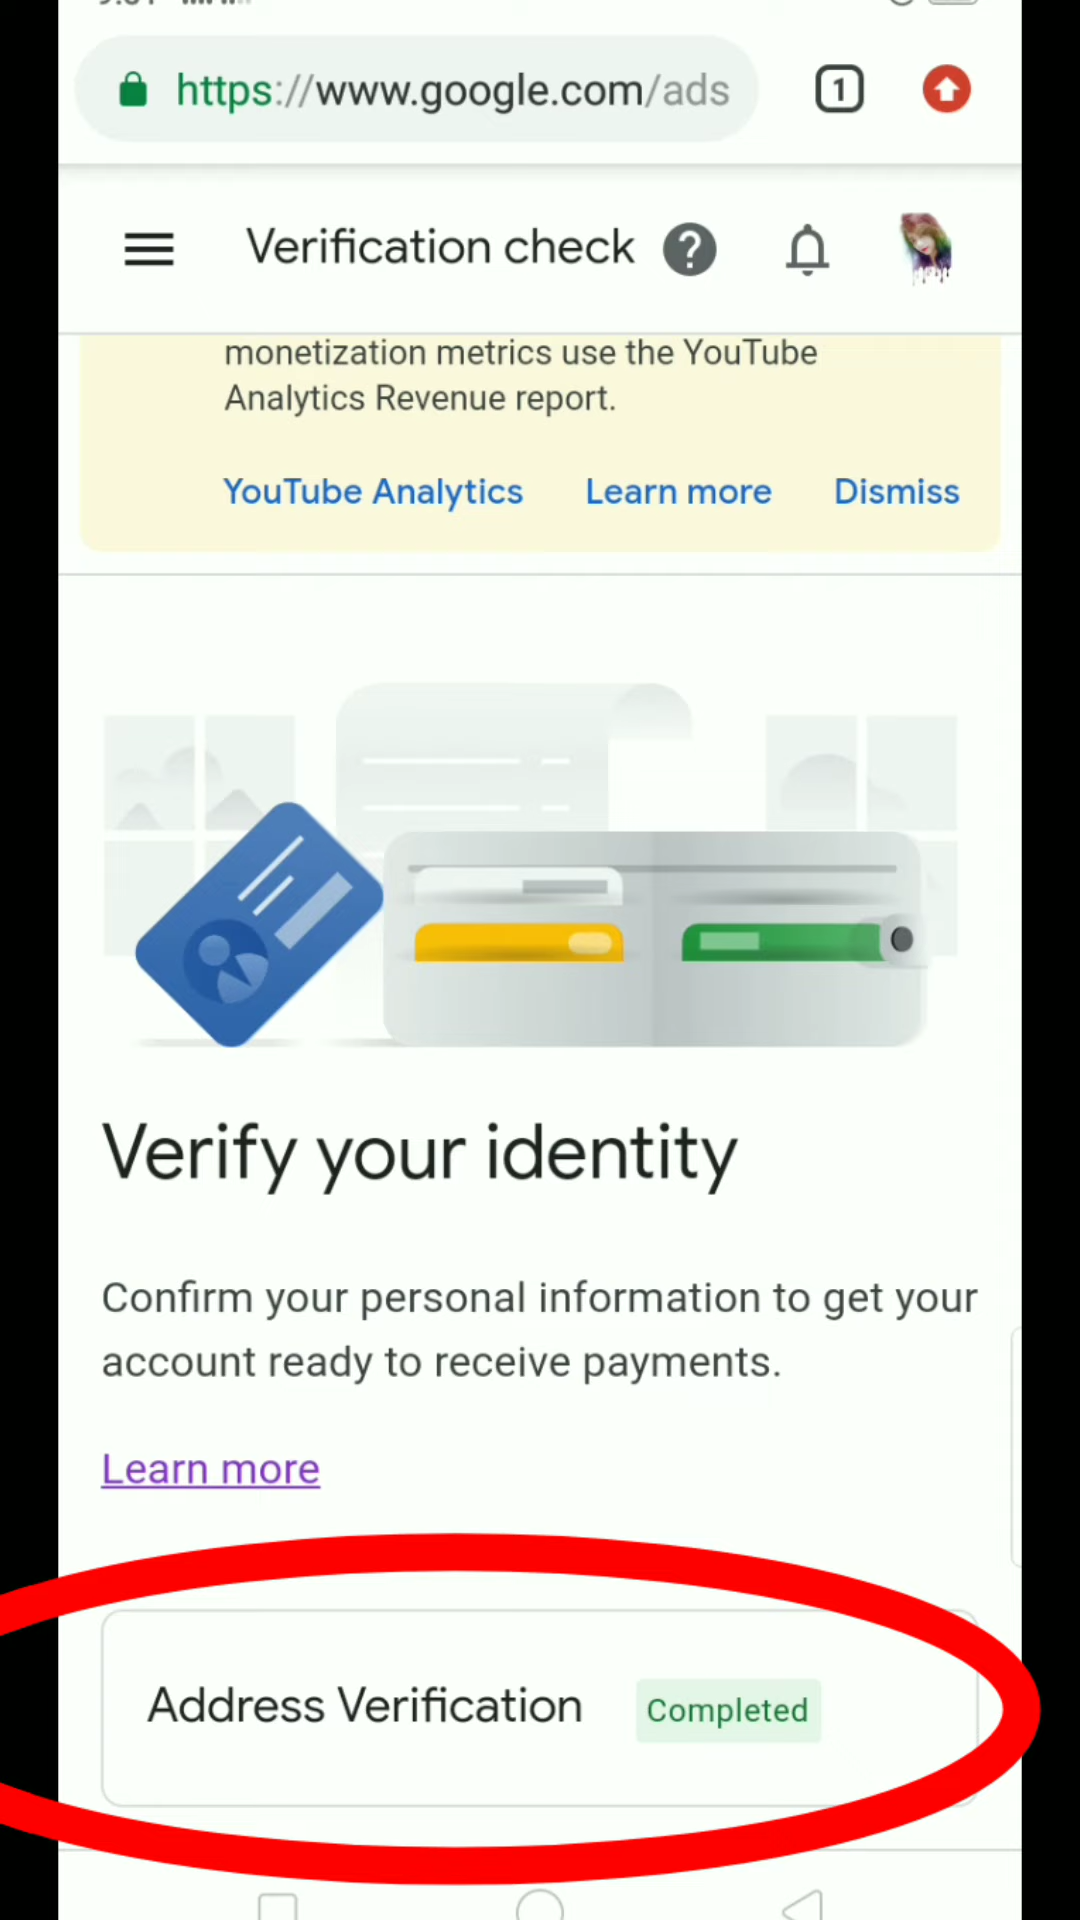 https://www.google.com/ads
1
Verification check
monetization metrics use the YouTube
Analytics Revenue report.
YouTube Analytics Learn more Dismiss
Verify your identity
Confirm your personal information to get your
account ready to receive payments.
Learn more
Address Verification Completed